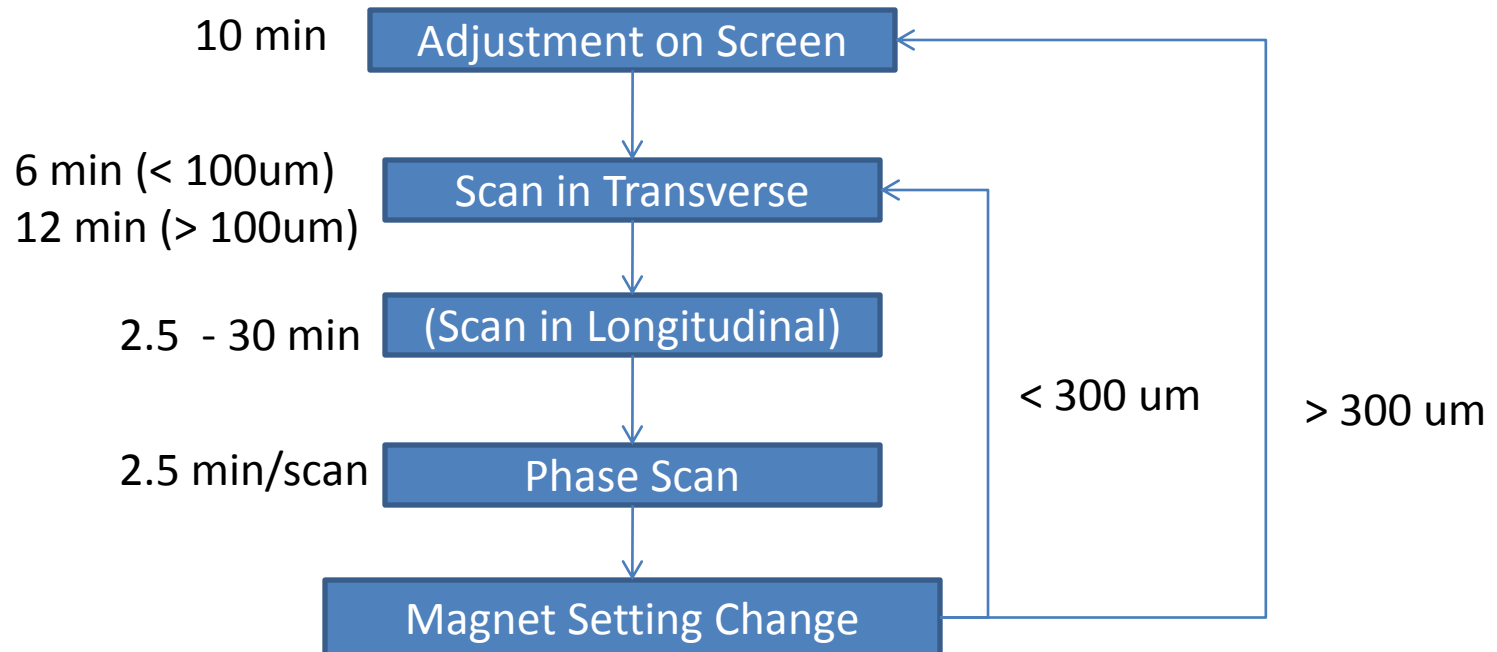 10 min
Adjustment on Screen
6 min (< 100um)
12 min (> 100um)
Scan in Transverse
2.5  - 30 min
(Scan in Longitudinal)
< 300 um
> 300 um
2.5 min/scan
Phase Scan
Magnet Setting Change